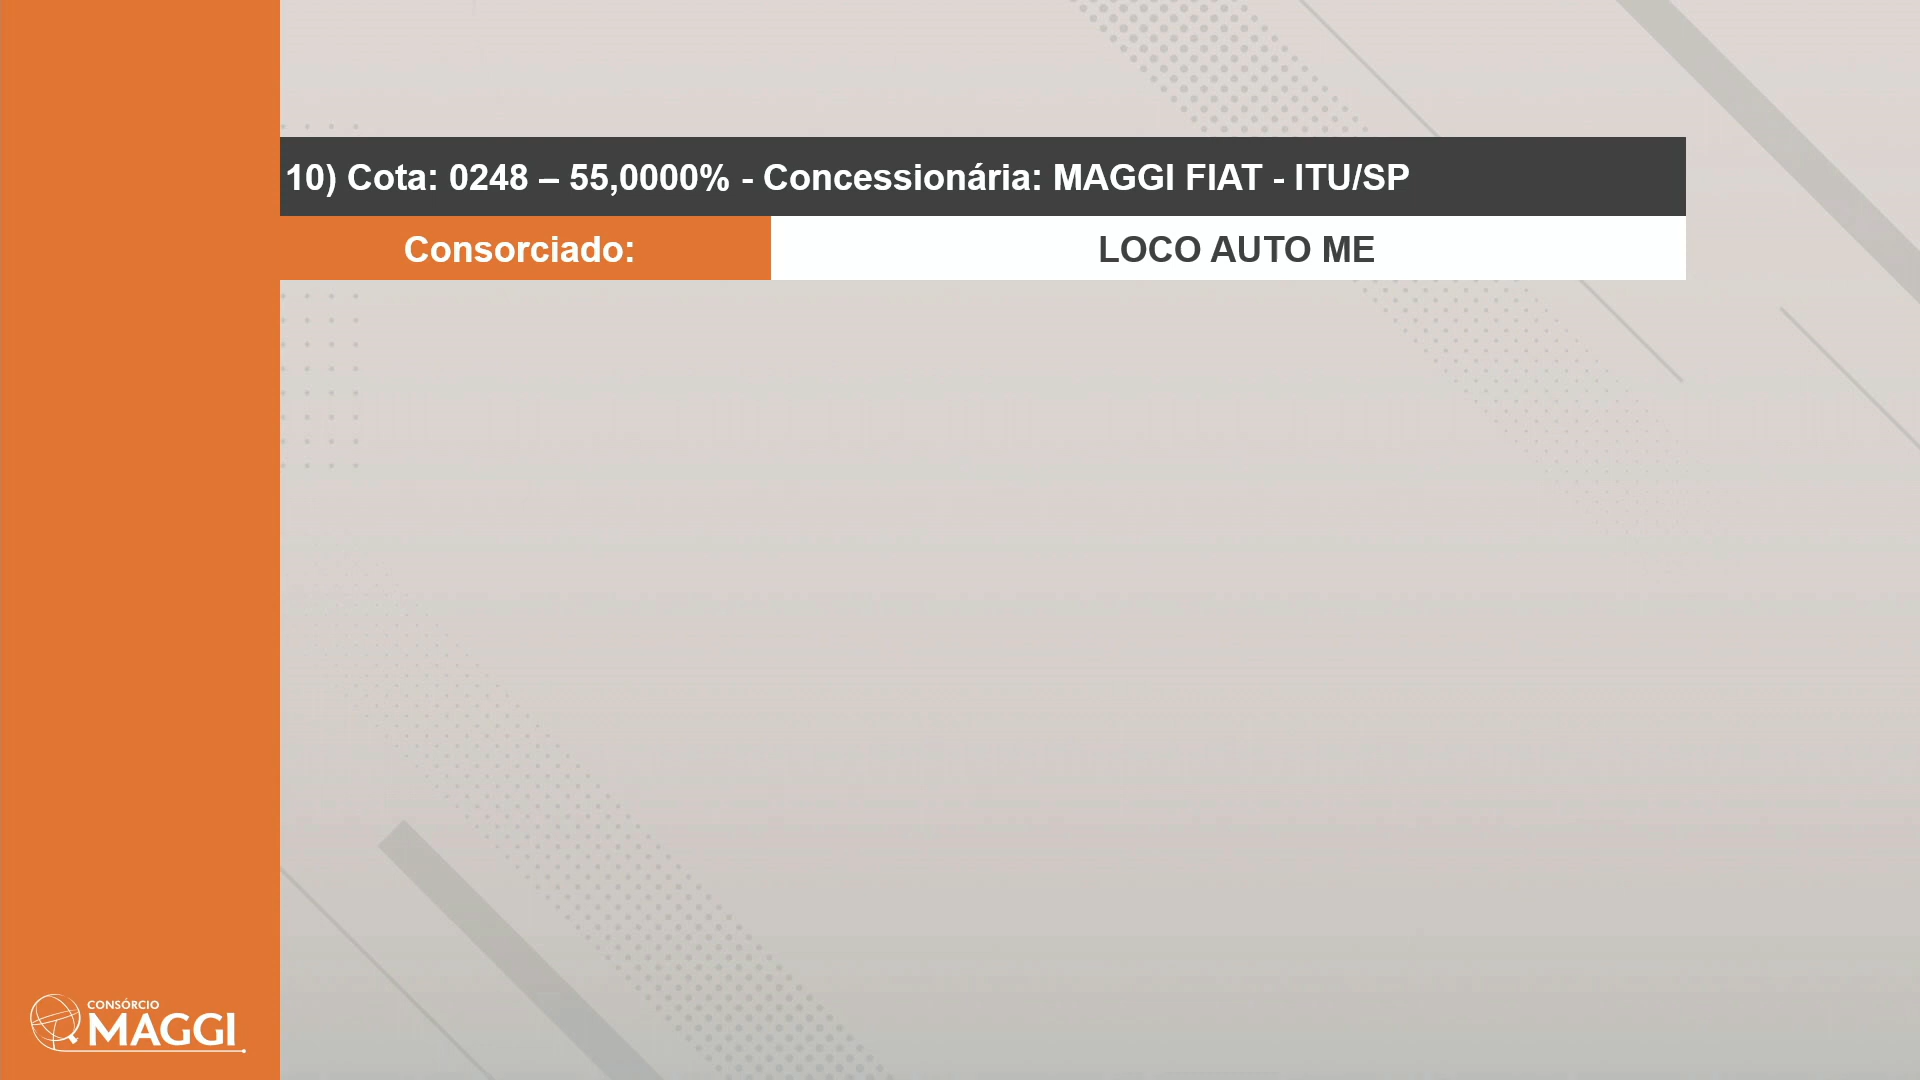 10) Cota: 0248 – 55,0000% - Concessionária: MAGGI FIAT - ITU/SP
Consorciado: LOCO AUTO ME
CONSÓRCIO
MAGGI